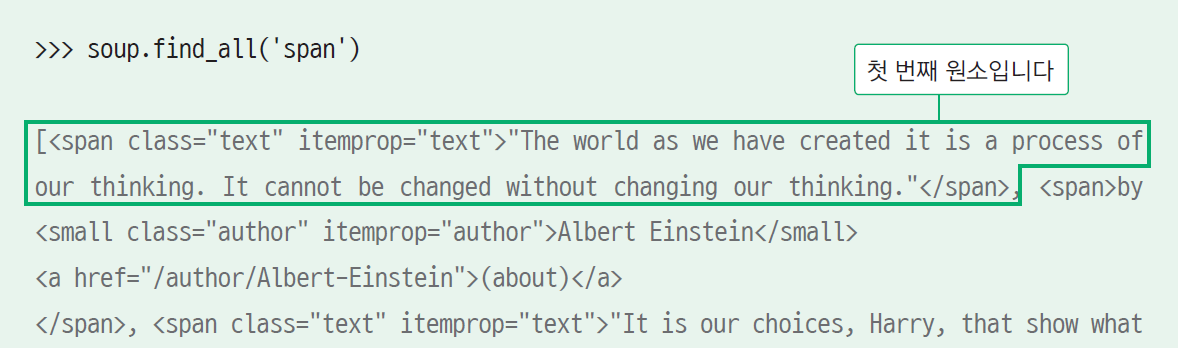 >>> soup.find_all('span')
첫 번째 원소입니다
[<span class="text" itemprop="text">"The world as we have created it is a process of
our thinking. It cannot be changed without changing our thinking."</span>, <span>by
<small class="author" itemprop="author">Albert Einstein</small>
<a href="/author/Albert-Einstein">(about)</a>
</span>, <span class="text" itemprop="text">"It is our choices, Harry, that show what